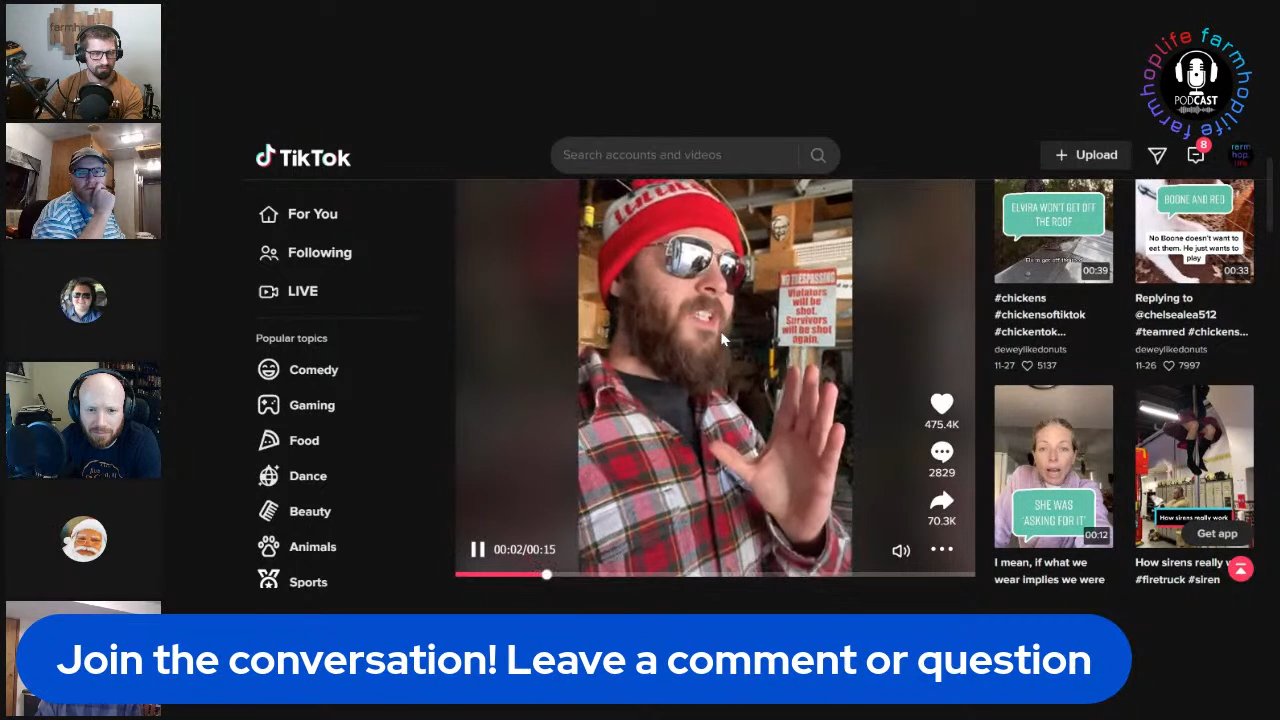 farmhoplife farmhoplife
PODCAST
TikTok
Search accounts and videos
Upload
8
farm
hop.
life
For You
Following
LIVE
Popular topics
Comedy
Gaming
Food
Dance
Beauty
Animals
Sports
NO TRESPASSING
Violators
will be
shot.
Survivors
will be shot
again.
475.4K
2829
70.3K
00:02/00:15
ELVIRA WON'T GET OFF
THE ROOF
00:39
#chickens
#chickensoftiktok
#chickentok...
deweylikedonuts
11-27 5137
BOONE AND RED
No Boone doesn't want to
eat them. He just wants to
play
00:33
Replying to
@chelsealea512
#teamred #chickens...
deweylikedonuts
11-26 7997
SHE WAS
"ASKING FOR IT"
00:12
I mean, if what we
wear implies we were
How sirens really work
Get app
How sirens really w
#firetruck #siren
Join the conversation! Leave a comment or question